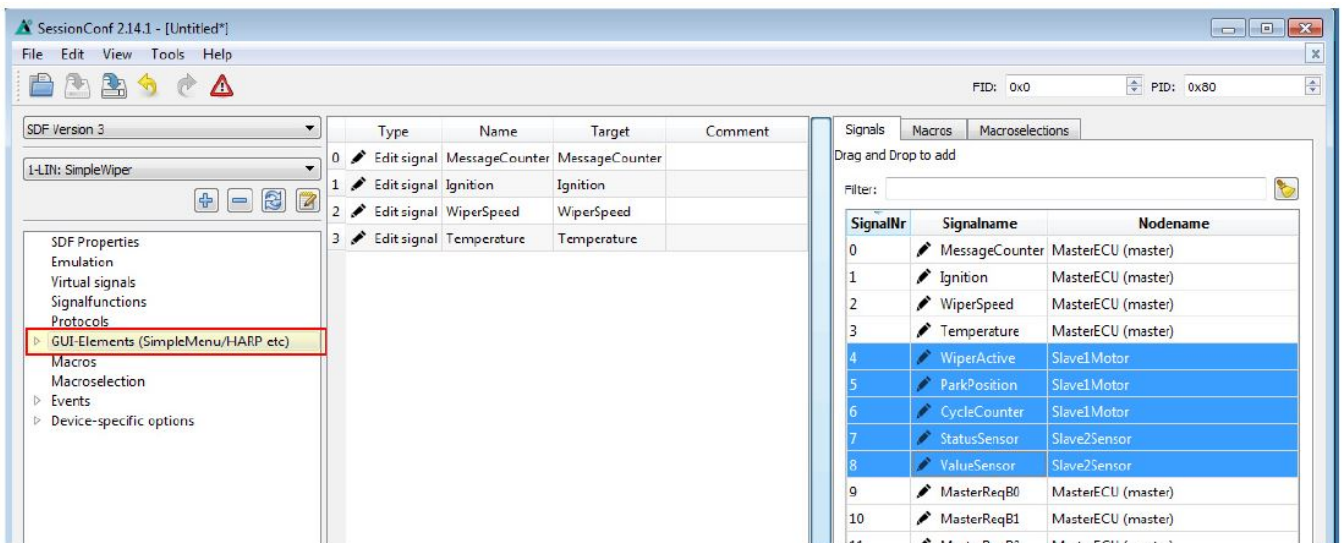 SessionConf 2.14.1 - [Untitled*]
File Edit View Tools Help
FID: 0x0 PID: 0x80
SDF Version 3
1-LIN: SimpleWiper
SDF Properties
Emulation
Virtual signals
Signalfunctions
Protocols
GUI-Elements (SimpleMenu/HARP etc)
Macros
Macroselection
Events
Device-specific options
Type Name Target Comment
0 Edit signal MessageCounter MessageCounter
1 Edit signal Ignition Ignition
2 Edit signal WiperSpeed WiperSpeed
3 Edit signal Temperature Temperature
Signals Macros Macroselections
Drag and Drop to add
Filter:
SignalNr Signalname Nodename
0 MessageCounter MasterECU (master)
1 Ignition MasterECU (master)
2 WiperSpeed MasterECU (master)
3 Temperature MasterECU (master)
4 WiperActive Slave1Motor
5 ParkPosition Slave1Motor
6 CycleCounter Slave1Motor
7 StatusSensor Slave2Sensor
8 ValueSensor Slave2Sensor
9 MasterReqB0 MasterECU (master)
10 MasterReqB1 MasterECU (master)